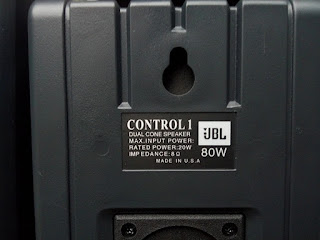 CONTROL 1
DUAL CONE SPEAKER
MAX.INPUT POWER:
RATED POWER:20W
IMPEDANCE:8Ω
MADE IN U.S.A
JBL
80W